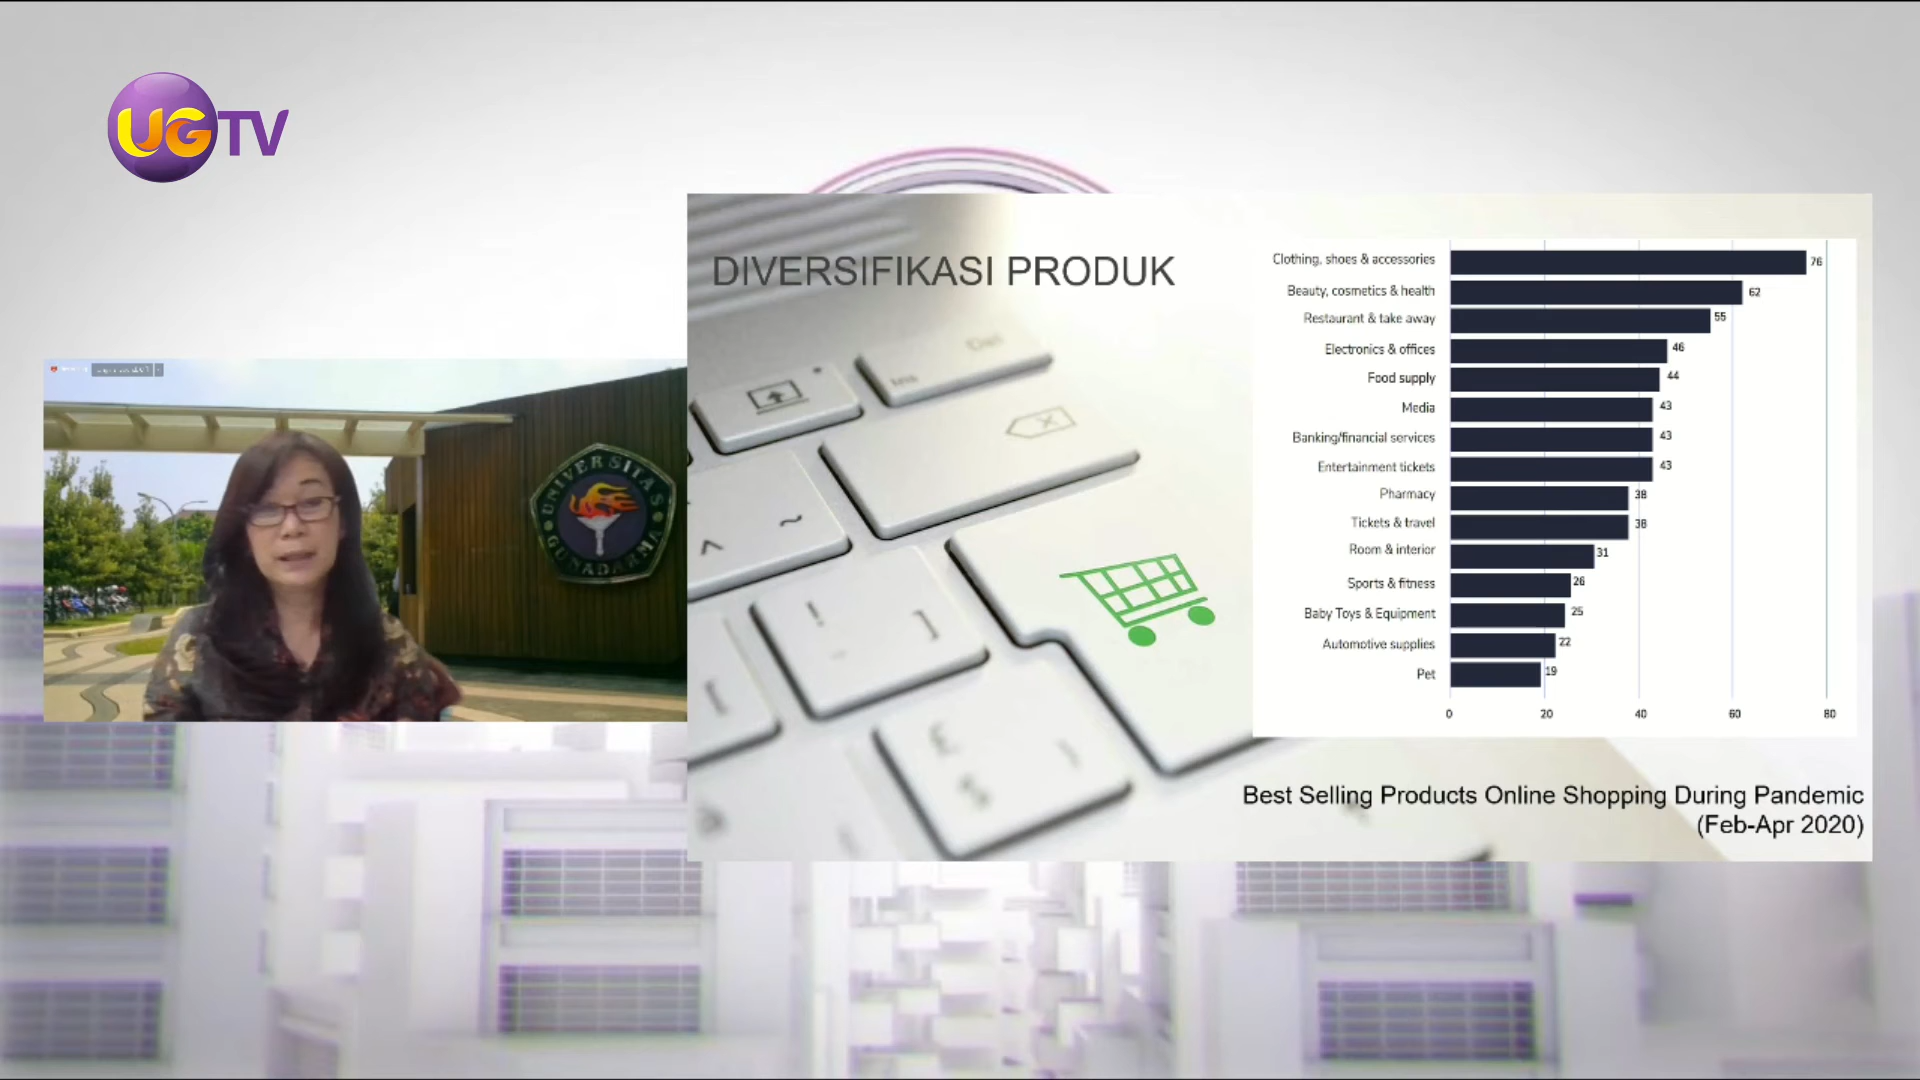 UGTV
UNIVERSITAS
GUNADARMA
DIVERSIFIKASI PRODUK
Del
Ins
Clothing, shoes & accessories 76
Beauty, cosmetics & health 62
Restaurant & take away 55
Electronics & offices 46
Food supply 44
Media 43
Banking/financial services 43
Entertainment tickets 43
Pharmacy 38
Tickets & travel 38
Room & interior 31
Sports & fitness 26
Baby Toys & Equipment 25
Automotive supplies 22
Pet 19
0 20 40 60 80
Best Selling Products Online Shopping During Pandemic
(Feb-Apr 2020)